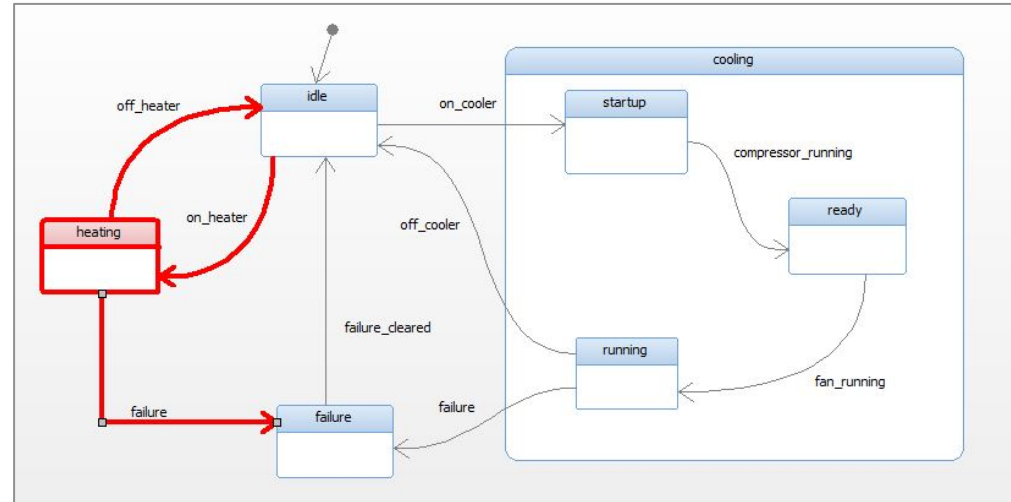 cooling
idle
startup
off_heater
on_cooler
compressor_running
ready
on_heater
heating
off_cooler
failure_cleared
running
fan_running
failure
failure
failure